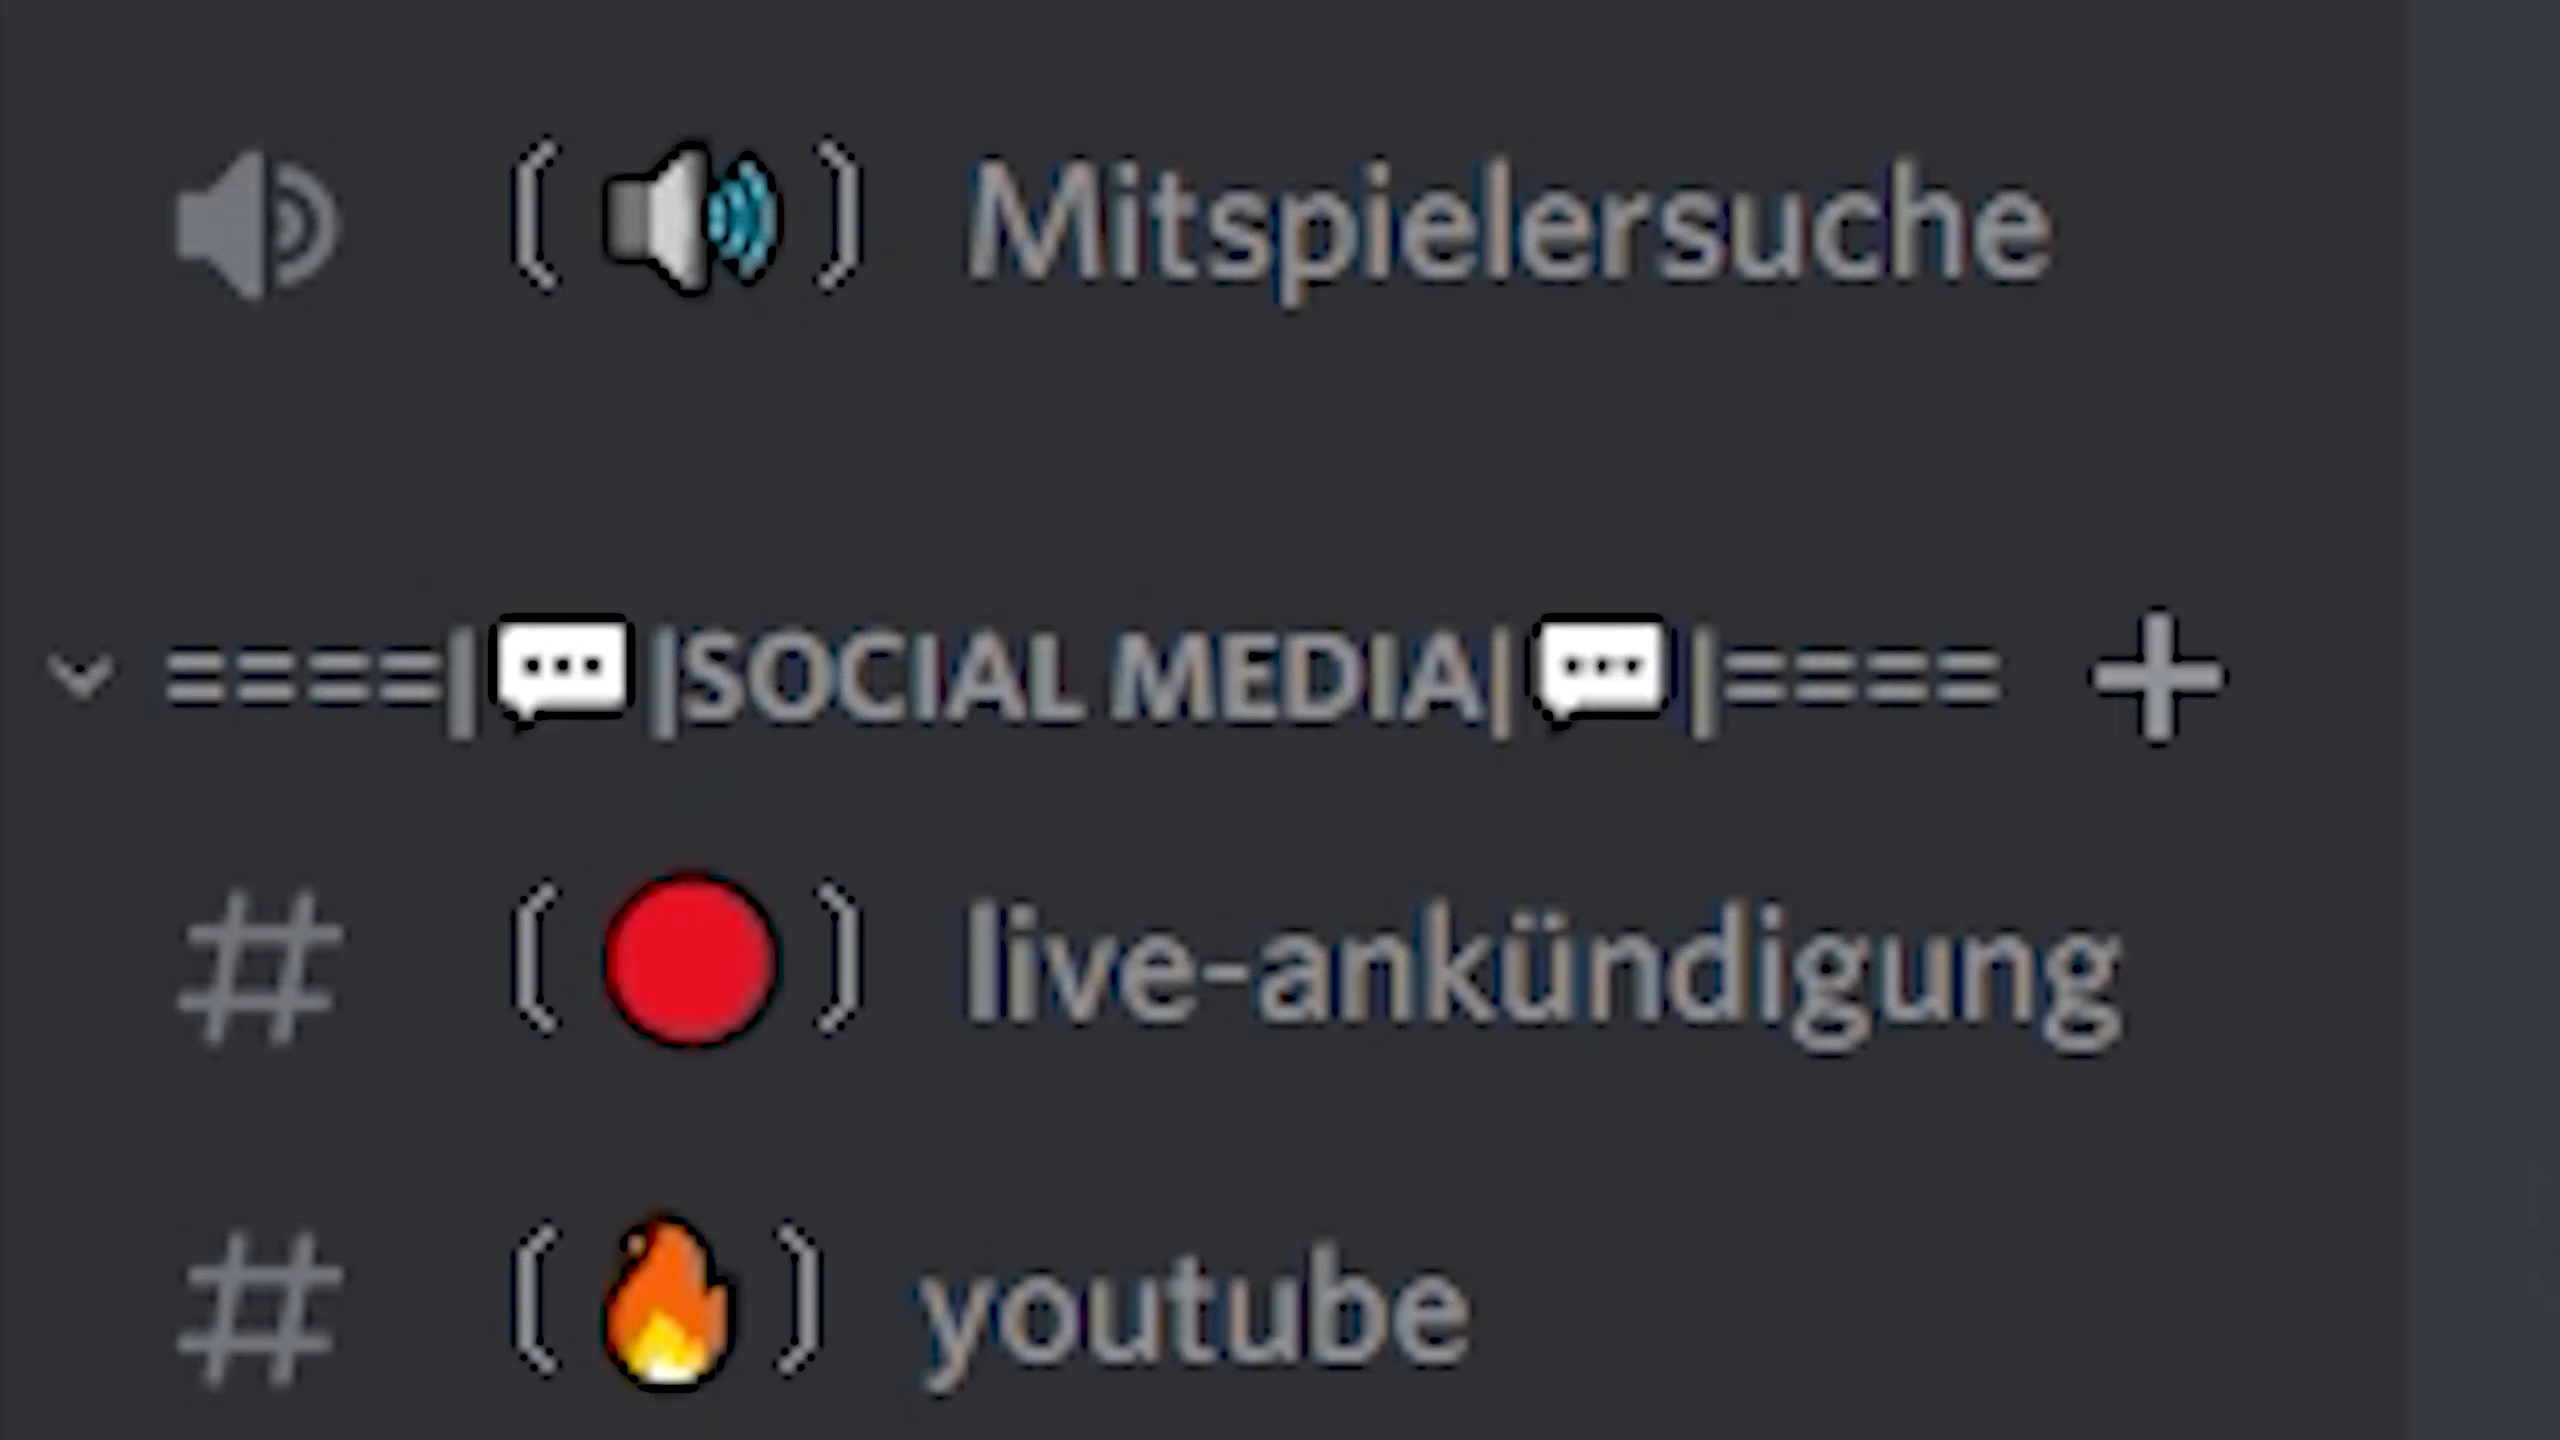 〔🔊〕 Mitspielersuche
====|💬|SOCIAL MEDIA|💬|====
# 〔🔴〕 live-ankündigung
# 〔🔥〕 youtube